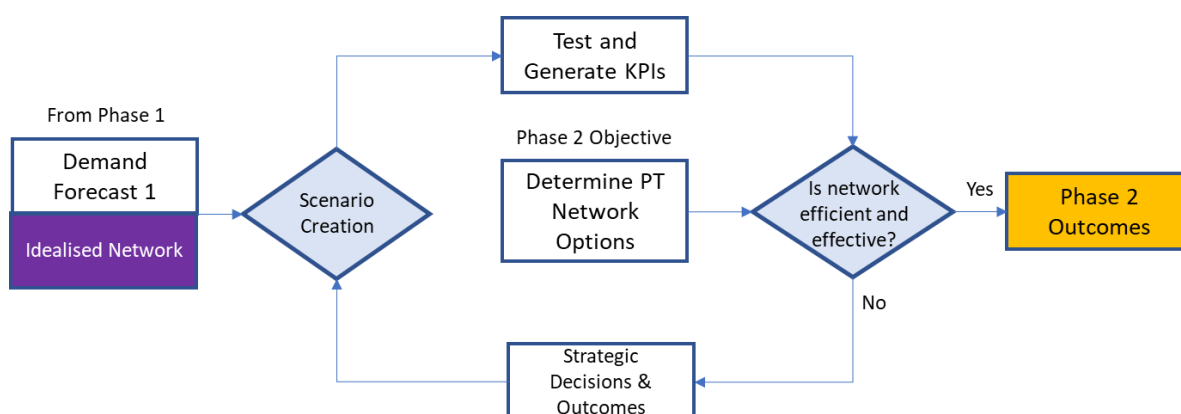 Test and
Generate KPIs
From Phase 1
Demand
Forecast 1
Idealised Network
Scenario
Creation
Phase 2 Objective
Determine PT
Network
Options
Is network
efficient and
effective?
Yes
Phase 2
Outcomes
No
Strategic
Decisions &
Outcomes